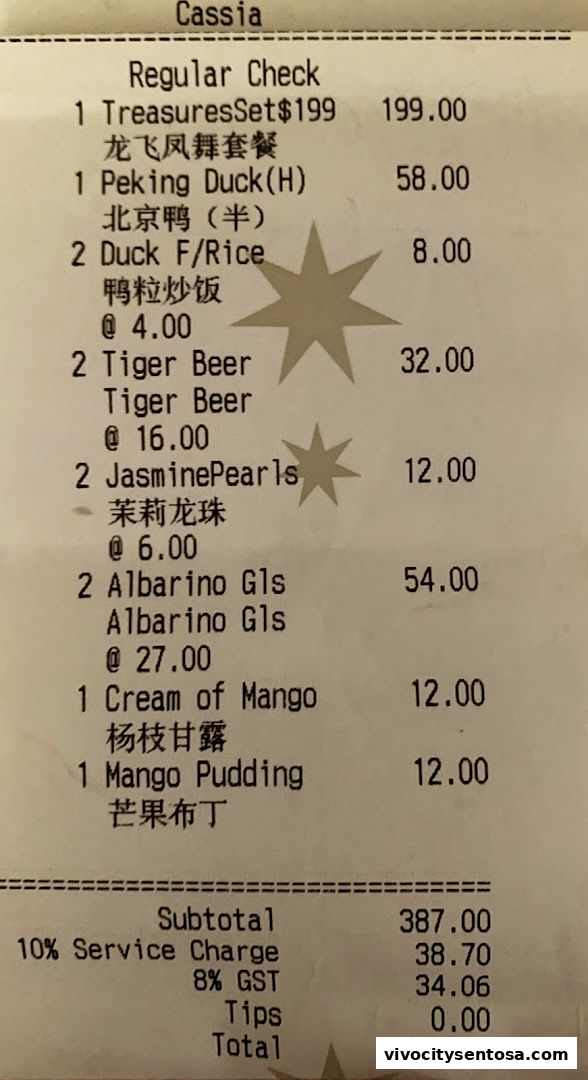 Cassia
Regular Check
1 TreasuresSet$199 199.00
龙飞凤舞套餐
1 Peking Duck(H) 58.00
北京鸭（半）
2 Duck F/Rice 8.00
鸭粒炒饭
@ 4.00
2 Tiger Beer 32.00
Tiger Beer
@ 16.00
2 JasminePearls 12.00
茉莉龙珠
@ 6.00
2 Albarino Gls 54.00
Albarino Gls
@ 27.00
1 Cream of Mango 12.00
杨枝甘露
1 Mango Pudding 12.00
芒果布丁
Subtotal 387.00
10% Service Charge 38.70
8% GST 34.06
Tips 0.00
Total
vivocitysentosa.com